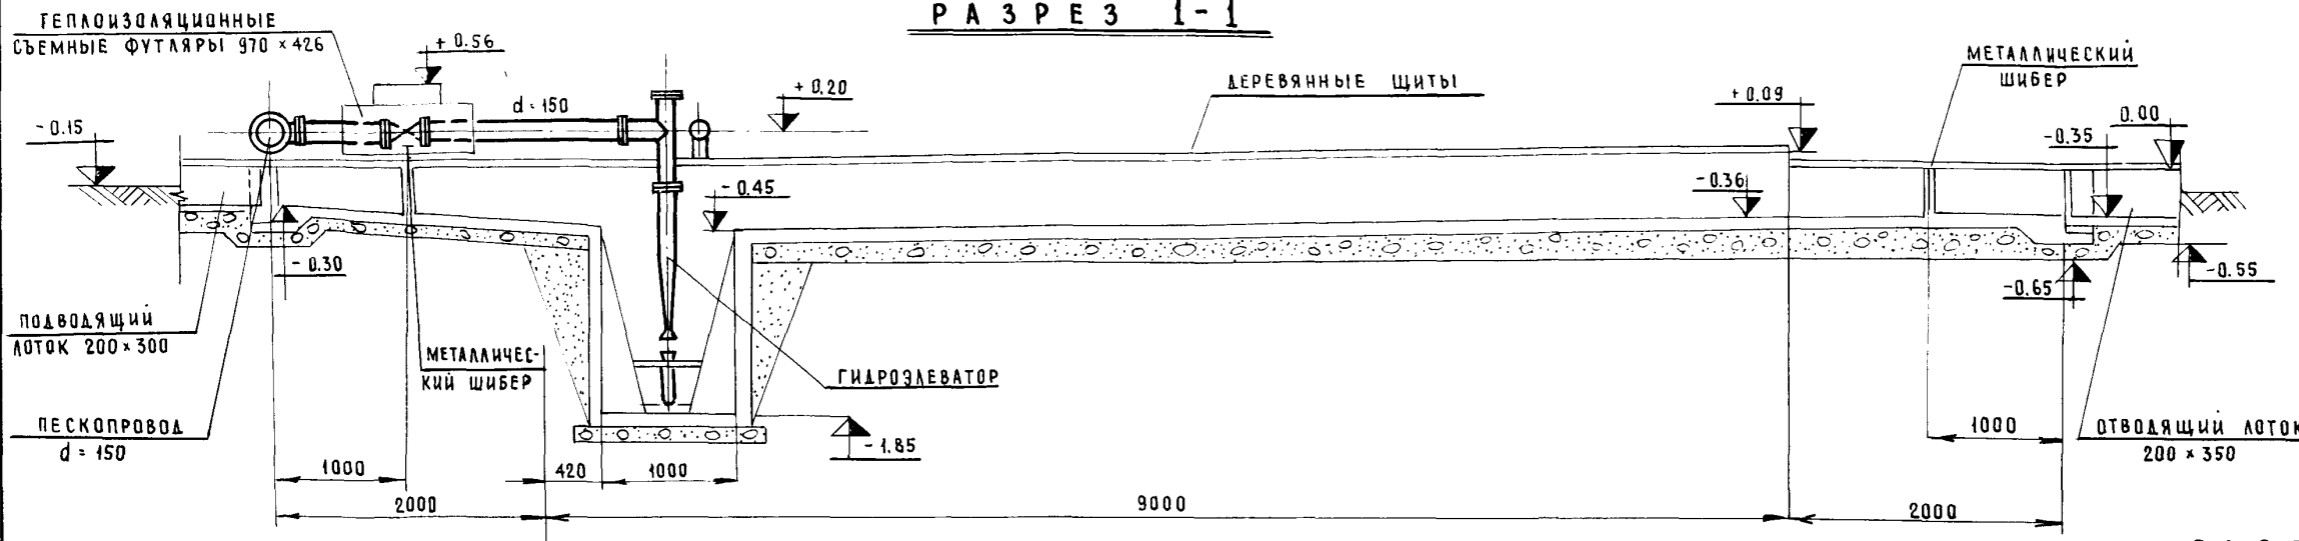 РАЗРЕЗ 1-1
ТЕПЛОИЗОЛЯЦИОННЫЕ
СЪЕМНЫЕ ФУТЛЯРЫ 970 × 426
+ 0.56
d = 150
+ 0.20
ДЕРЕВЯННЫЕ ЩИТЫ
+ 0.09
МЕТАЛЛИЧЕСКИЙ
ШИБЕР
0.00
- 0.15
- 0.35
- 0.45
- 0.36
- 0.30
- 0.65
- 0.55
ПОДВОДЯЩИЙ
ЛОТОК 200 × 300
МЕТАЛЛИЧЕС-
КИЙ ШИБЕР
ГИДРОЭЛЕВАТОР
ПЕСКОПРОВОД
d = 150
- 1.85
ОТВОДЯЩИЙ ЛОТОК
200 × 350
1000
420
1000
1000
2000
9000
2000